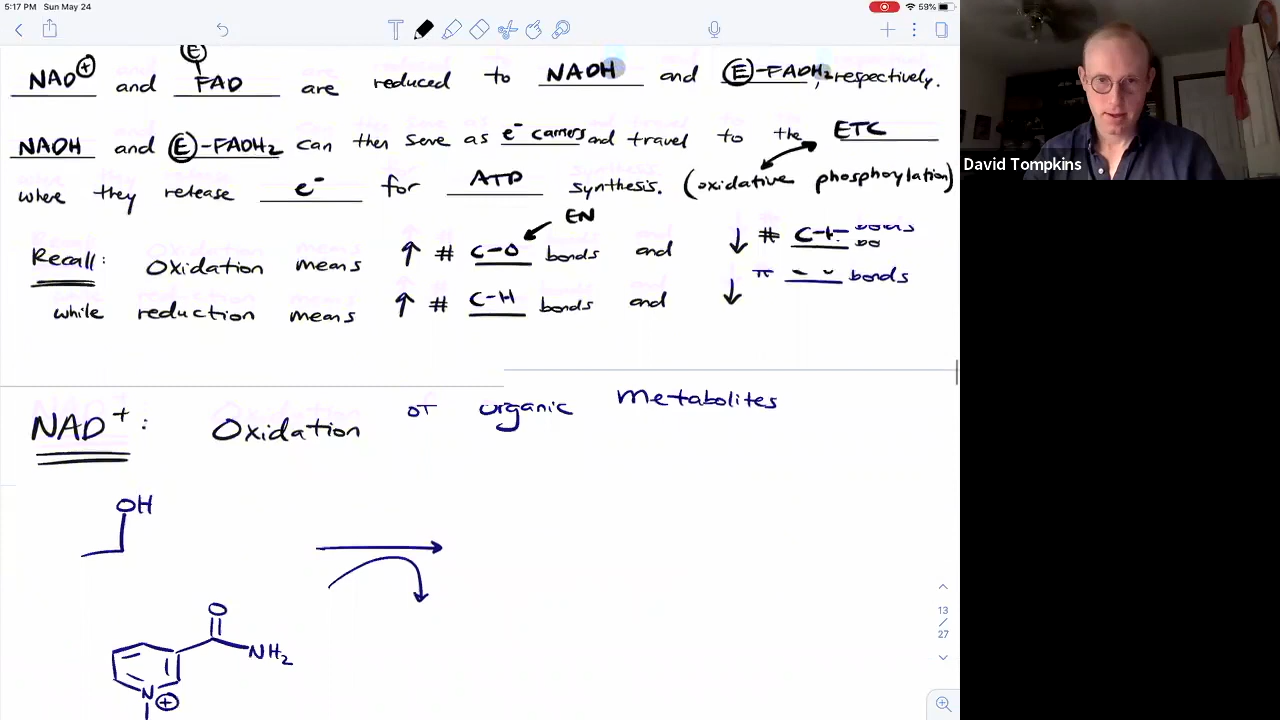 5:17 PM Sun May 24
59%
NAD⊕ and Ⓔ FAD are reduced to NADH and Ⓔ-FADH₂, respectively.
NADH and Ⓔ-FADH₂ can then serve as e⁻ carriers and travel to the ETC
where they release e⁻ for ATP synthesis. (oxidative phosphorylation)
EN
Recall: Oxidation means ↑ # C-O bonds and ↓ # bonds
while reduction means ↑ # C-H bonds and ↓ bonds
NAD⁺: Oxidation of organic metabolites
OH
O
NH₂
N
⊕
13
/
27
David Tompkins